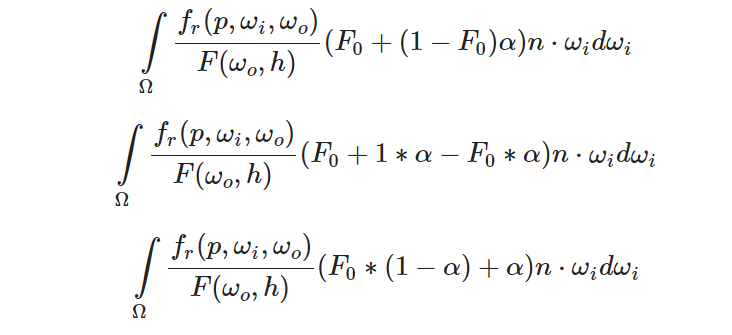 ∫_Ω f_r(p, ω_i, ω_o) / F(ω_o, h) (F_0 + (1 − F_0)α)n · ω_i dω_i
∫_Ω f_r(p, ω_i, ω_o) / F(ω_o, h) (F_0 + 1 ∗ α − F_0 ∗ α)n · ω_i dω_i
∫_Ω f_r(p, ω_i, ω_o) / F(ω_o, h) (F_0 ∗ (1 − α) + α)n · ω_i dω_i